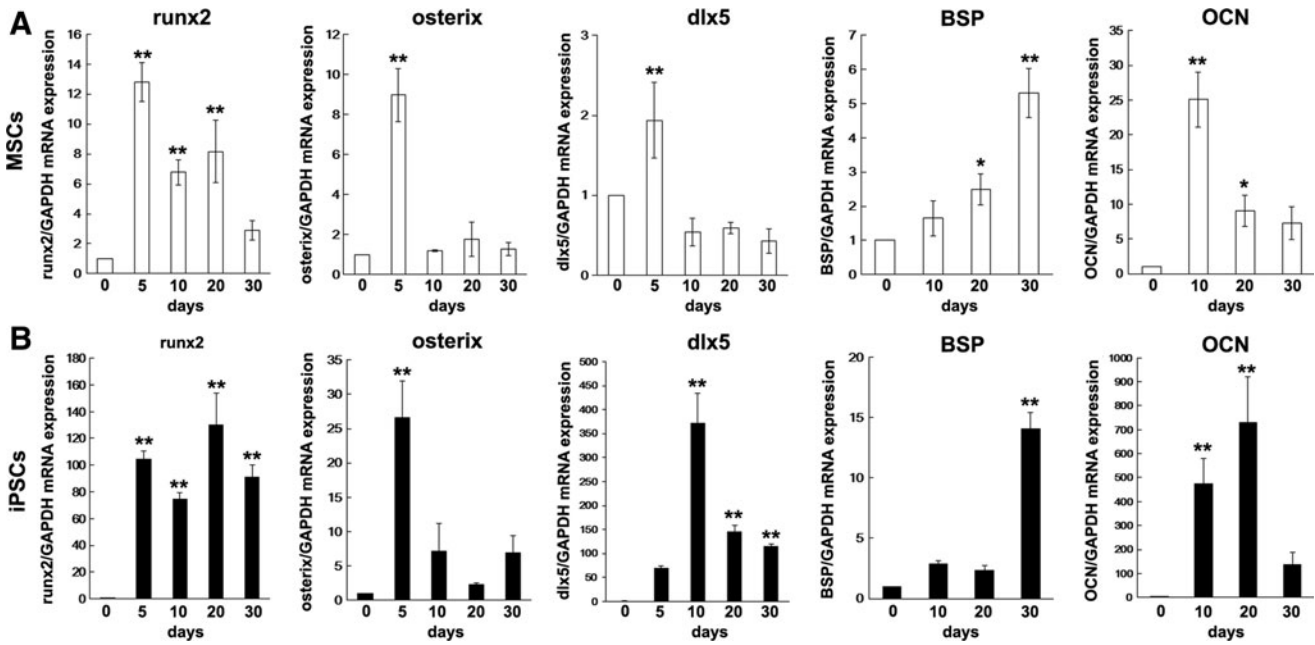 A
MSCs
runx2
runx2/GAPDH mRNA expression
16
14
12
10
8
6
4
2
0
**
**
**
0 5 10 20 30
days
osterix
osterix/GAPDH mRNA expression
12
10
8
6
4
2
0
**
0 5 10 20 30
days
dlx5
dlx5/GAPDH mRNA expression
3
2
1
0
**
0 5 10 20 30
days
BSP
BSP/GAPDH mRNA expression
7
6
5
4
3
2
1
0
*
**
0 10 20 30
days
OCN
OCN/GAPDH mRNA expression
35
30
25
20
15
10
5
0
**
*
0 10 20 30
days
B
iPSCs
runx2
runx2/GAPDH mRNA expression
180
160
140
120
100
80
60
40
20
0
**
**
**
**
0 5 10 20 30
days
osterix
osterix/GAPDH mRNA expression
35
30
25
20
15
10
5
0
**
0 5 10 20 30
days
dlx5
dlx5/GAPDH mRNA expression
500
450
400
350
300
250
200
150
100
50
0
**
**
**
0 5 10 20 30
days
BSP
BSP/GAPDH mRNA expression
20
15
10
5
0
**
0 10 20 30
days
OCN
OCN/GAPDH mRNA expression
1000
900
800
700
600
500
400
300
200
100
0
**
**
0 10 20 30
days